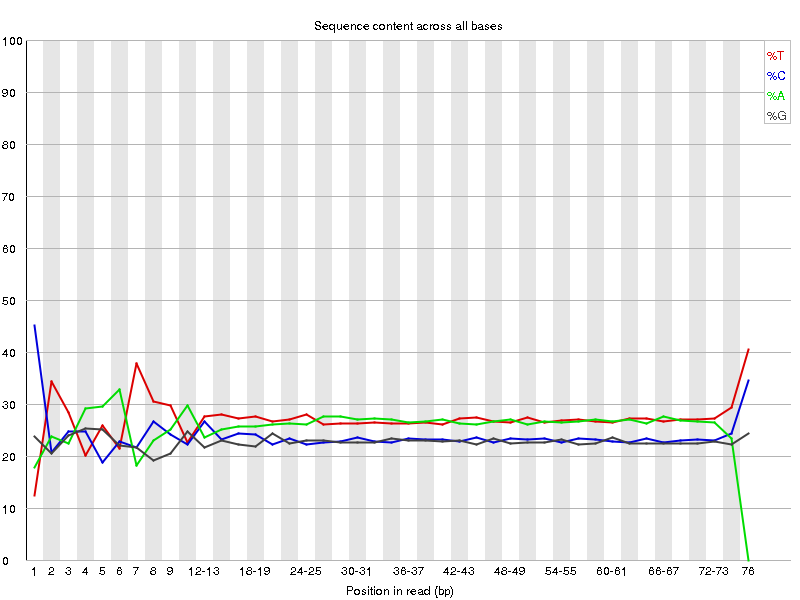 Sequence content across all bases
100
90
80
70
60
50
40
30
20
10
0
%T
%C
%A
%G
1 2 3 4 5 6 7 8 9 12-13 18-19 24-25 30-31 36-37 42-43 48-49 54-55 60-61 66-67 72-73 76
Position in read (bp)